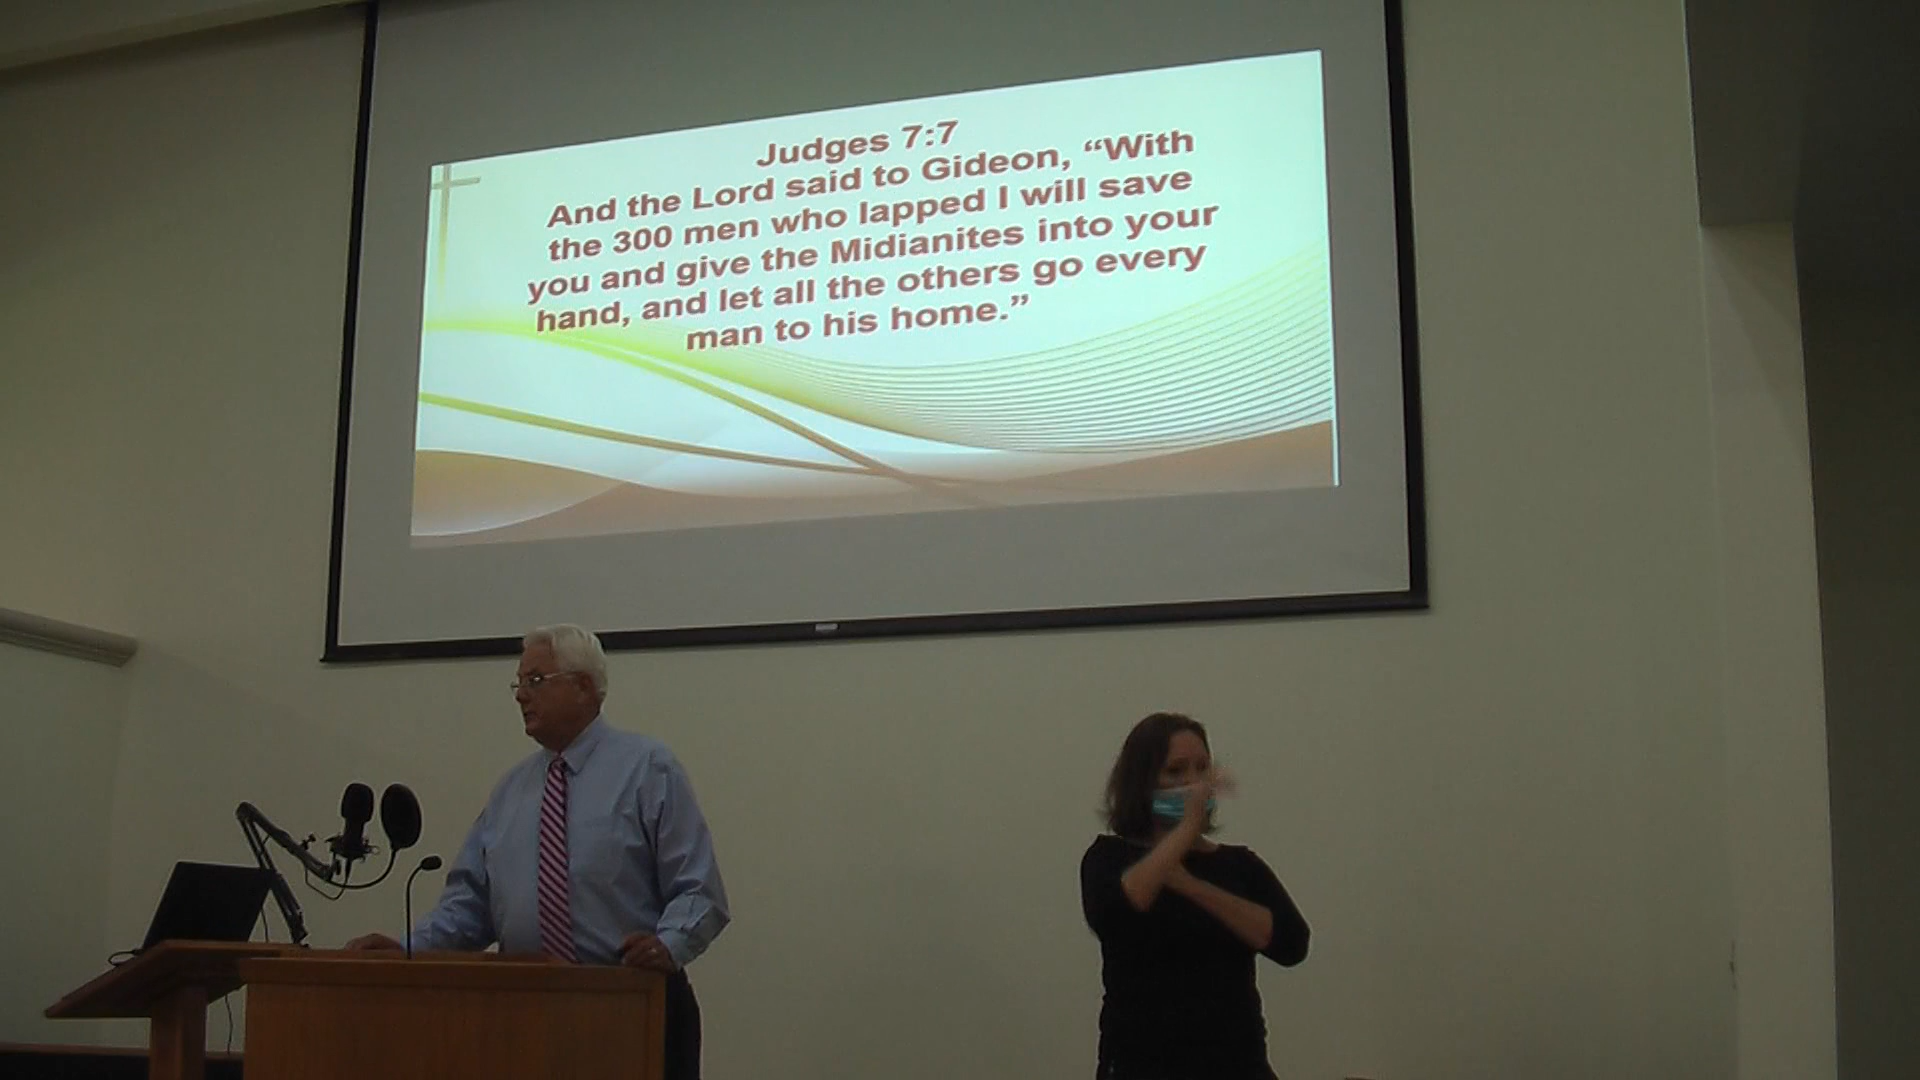 Judges 7:7
And the Lord said to Gideon, “With
the 300 men who lapped I will save
you and give the Midianites into your
hand, and let all the others go every
man to his home.”